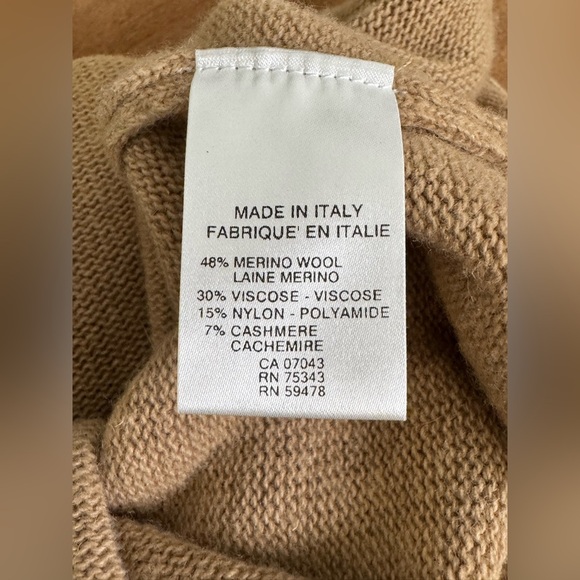 MADE IN ITALY
FABRIQUE' EN ITALIE
48% MERINO WOOL
LAINE MERINO
30% VISCOSE - VISCOSE
15% NYLON - POLYAMIDE
7% CASHMERE
CACHEMIRE
CA 07043
RN 75343
RN 59478